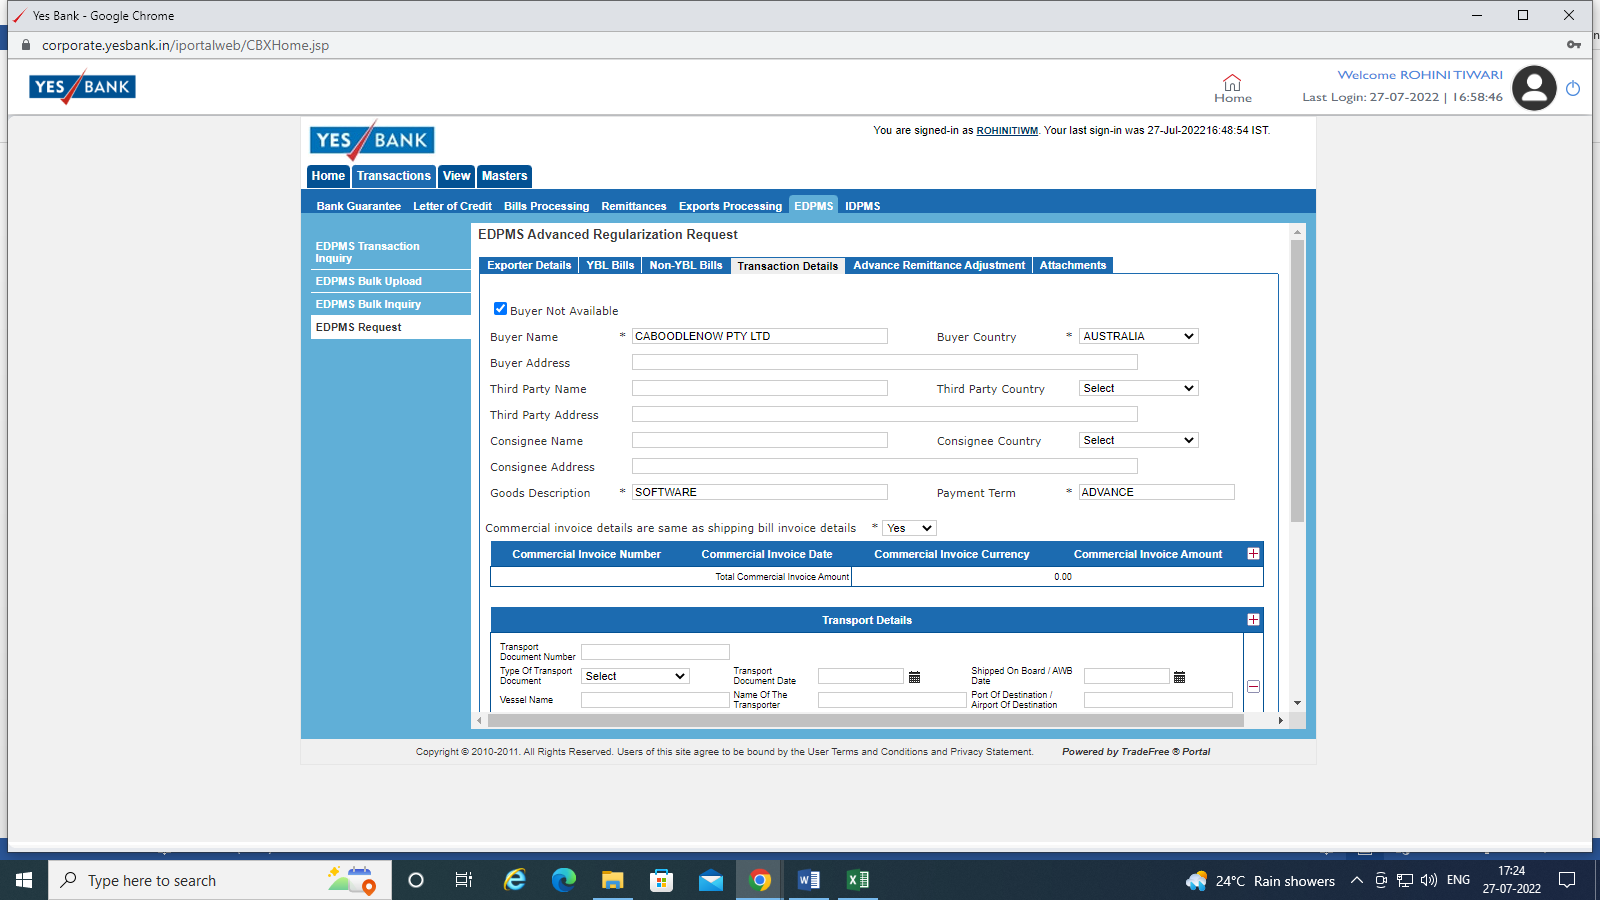 Yes Bank - Google Chrome
corporate.yesbank.in/iportalweb/CBXHome.jsp
YES BANK
Home
Welcome ROHINI TIWARI
Last Login: 27-07-2022 | 16:58:46
YES BANK
You are signed-in as ROHINITIWM. Your last sign-in was 27-Jul-202216:48:54 IST.
Home Transactions View Masters
Bank Guarantee Letter of Credit Bills Processing Remittances Exports Processing EDPMS IDPMS
EDPMS Transaction
Inquiry
EDPMS Bulk Upload
EDPMS Bulk Inquiry
EDPMS Request
EDPMS Advanced Regularization Request
Exporter Details YBL Bills Non-YBL Bills Transaction Details Advance Remittance Adjustment Attachments
Buyer Not Available
Buyer Name * CABOODLENOW PTY LTD Buyer Country * AUSTRALIA
Buyer Address
Third Party Name Third Party Country Select
Third Party Address
Consignee Name Consignee Country Select
Consignee Address
Goods Description * SOFTWARE Payment Term * ADVANCE
Commercial invoice details are same as shipping bill invoice details * Yes
Commercial Invoice Number Commercial Invoice Date Commercial Invoice Currency Commercial Invoice Amount
Total Commercial Invoice Amount 0.00
Transport Details
Transport
Document Number
Type Of Transport
Document Select Transport
Document Date Shipped On Board / AWB
Date
Vessel Name Name Of The
Transporter Port Of Destination /
Airport Of Destination
Copyright © 2010-2011. All Rights Reserved. Users of this site agree to be bound by the User Terms and Conditions and Privacy Statement. Powered by TradeFree ® Portal
Type here to search
24°C Rain showers
ENG
17:24
27-07-2022